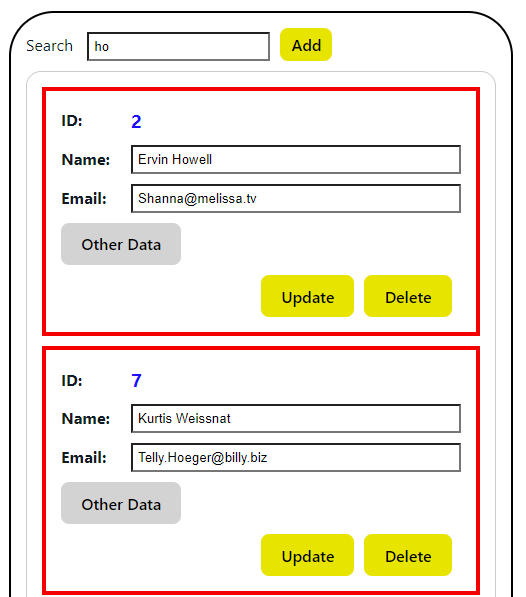 Search ho Add
ID: 2
Name: Ervin Howell
Email: Shanna@melissa.tv
Other Data
Update Delete
ID: 7
Name: Kurtis Weissnat
Email: Telly.Hoeger@billy.biz
Other Data
Update Delete